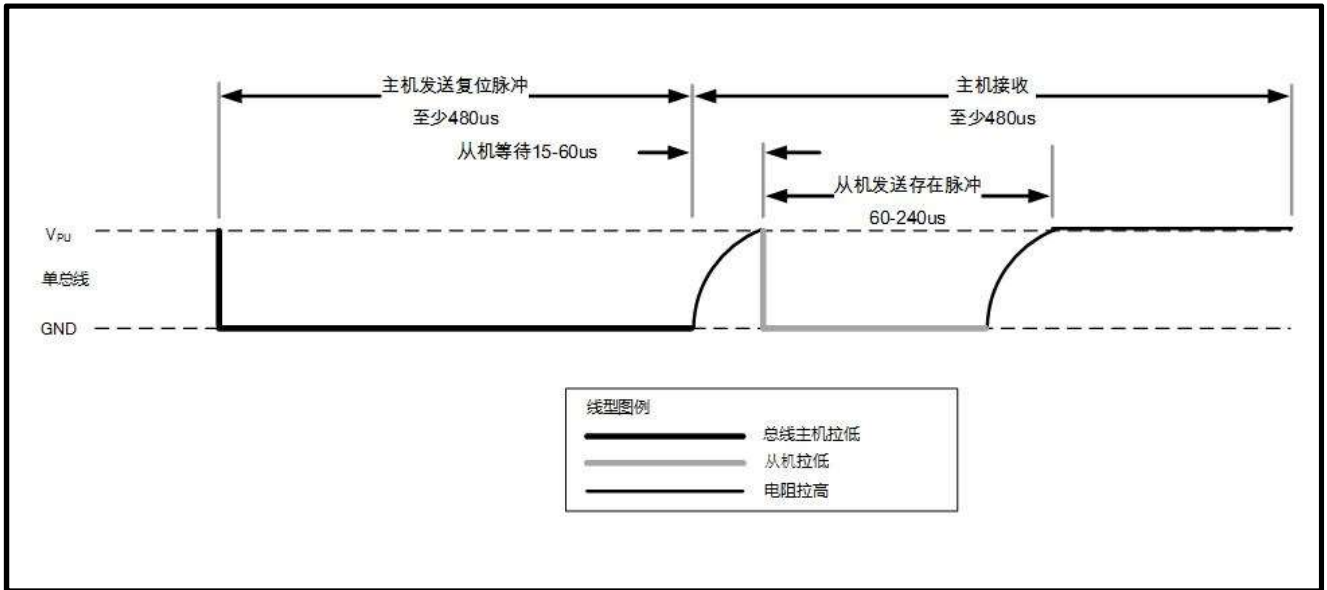 主机发送复位脉冲
至少480us
主机接收
至少480us
从机等待15-60us
从机发送存在脉冲
60-240us
VPU
单总线
GND
线型图例
总线主机拉低
从机拉低
电阻拉高